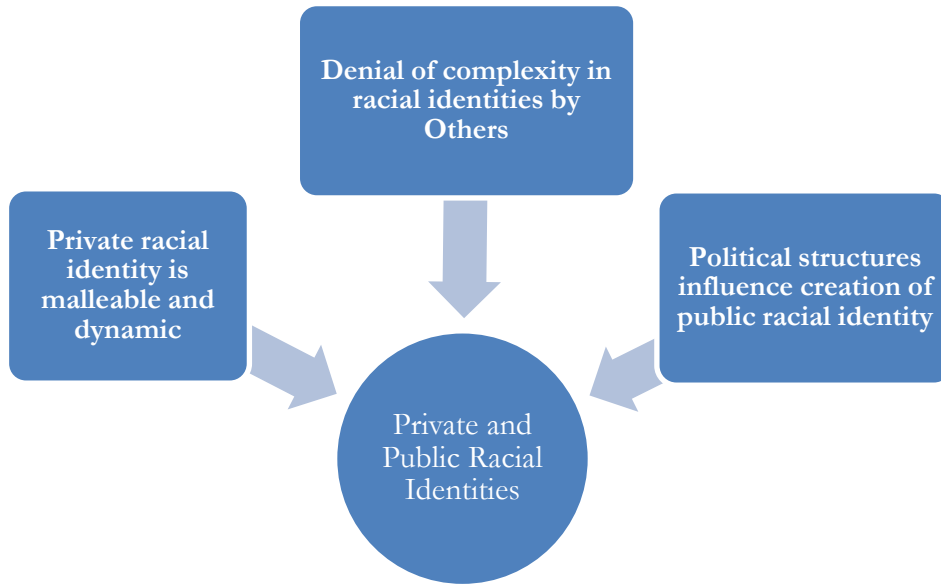 Denial of complexity in
racial identities by
Others
Private racial
identity is
malleable and
dynamic
Political structures
influence creation of
public racial identity
Private and
Public Racial
Identities